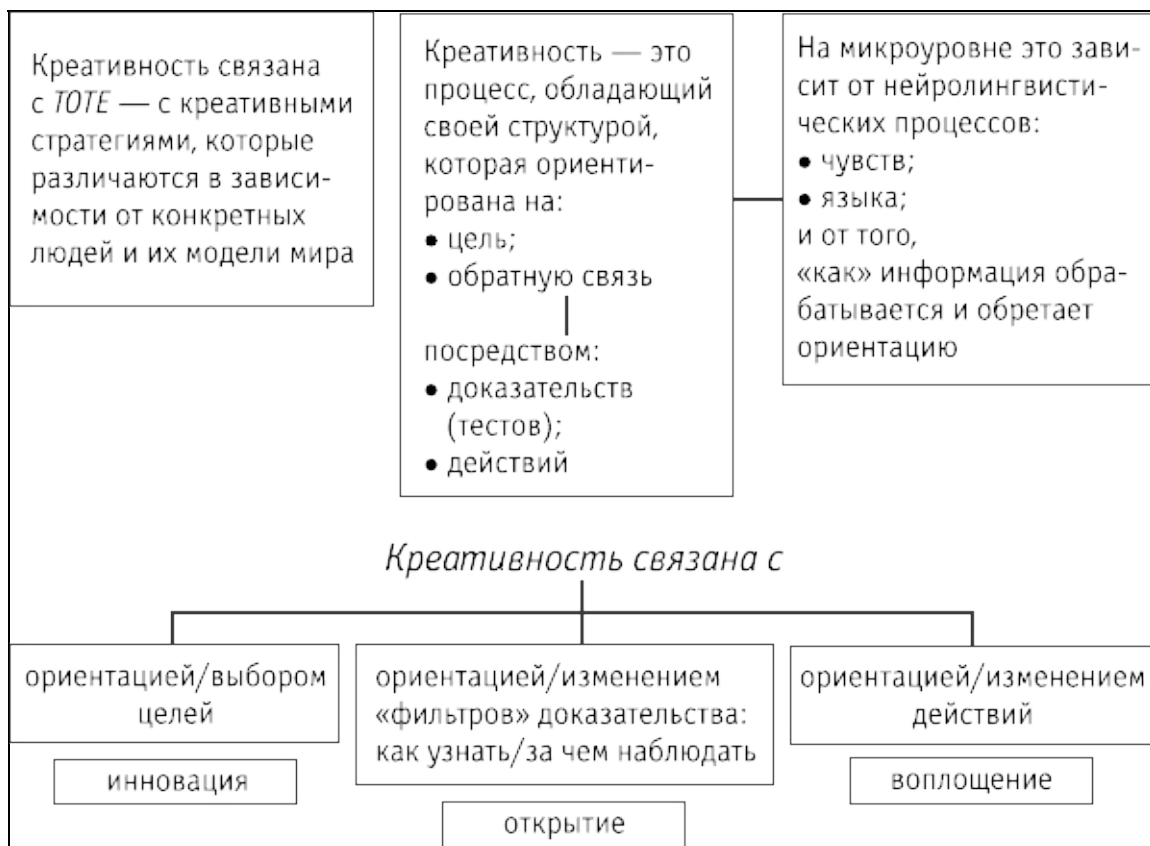 Креативность связана
с TOTE — с креативными
стратегиями, которые
различаются в зависи-
мости от конкретных
людей и их модели мира
Креативность — это
процесс, обладающий
своей структурой,
которая ориенти-
рована на:
• цель;
• обратную связь
посредством:
• доказательств
(тестов);
• действий
На микроуровне это зави-
сит от нейролингвисти-
ческих процессов:
• чувств;
• языка;
и от того,
«как» информация обра-
батывается и обретает
ориентацию
Креативность связана с
ориентацией/выбором
целей
инновация
ориентацией/изменением
«фильтров» доказательства:
как узнать/за чем наблюдать
открытие
ориентацией/изменением
действий
воплощение